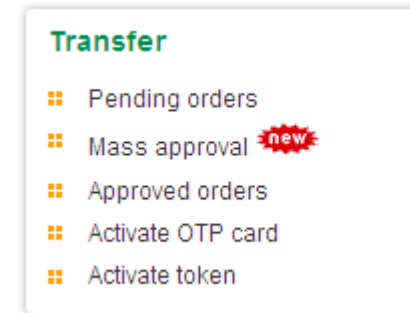 Transfer
Pending orders
Mass approval new
Approved orders
Activate OTP card
Activate token